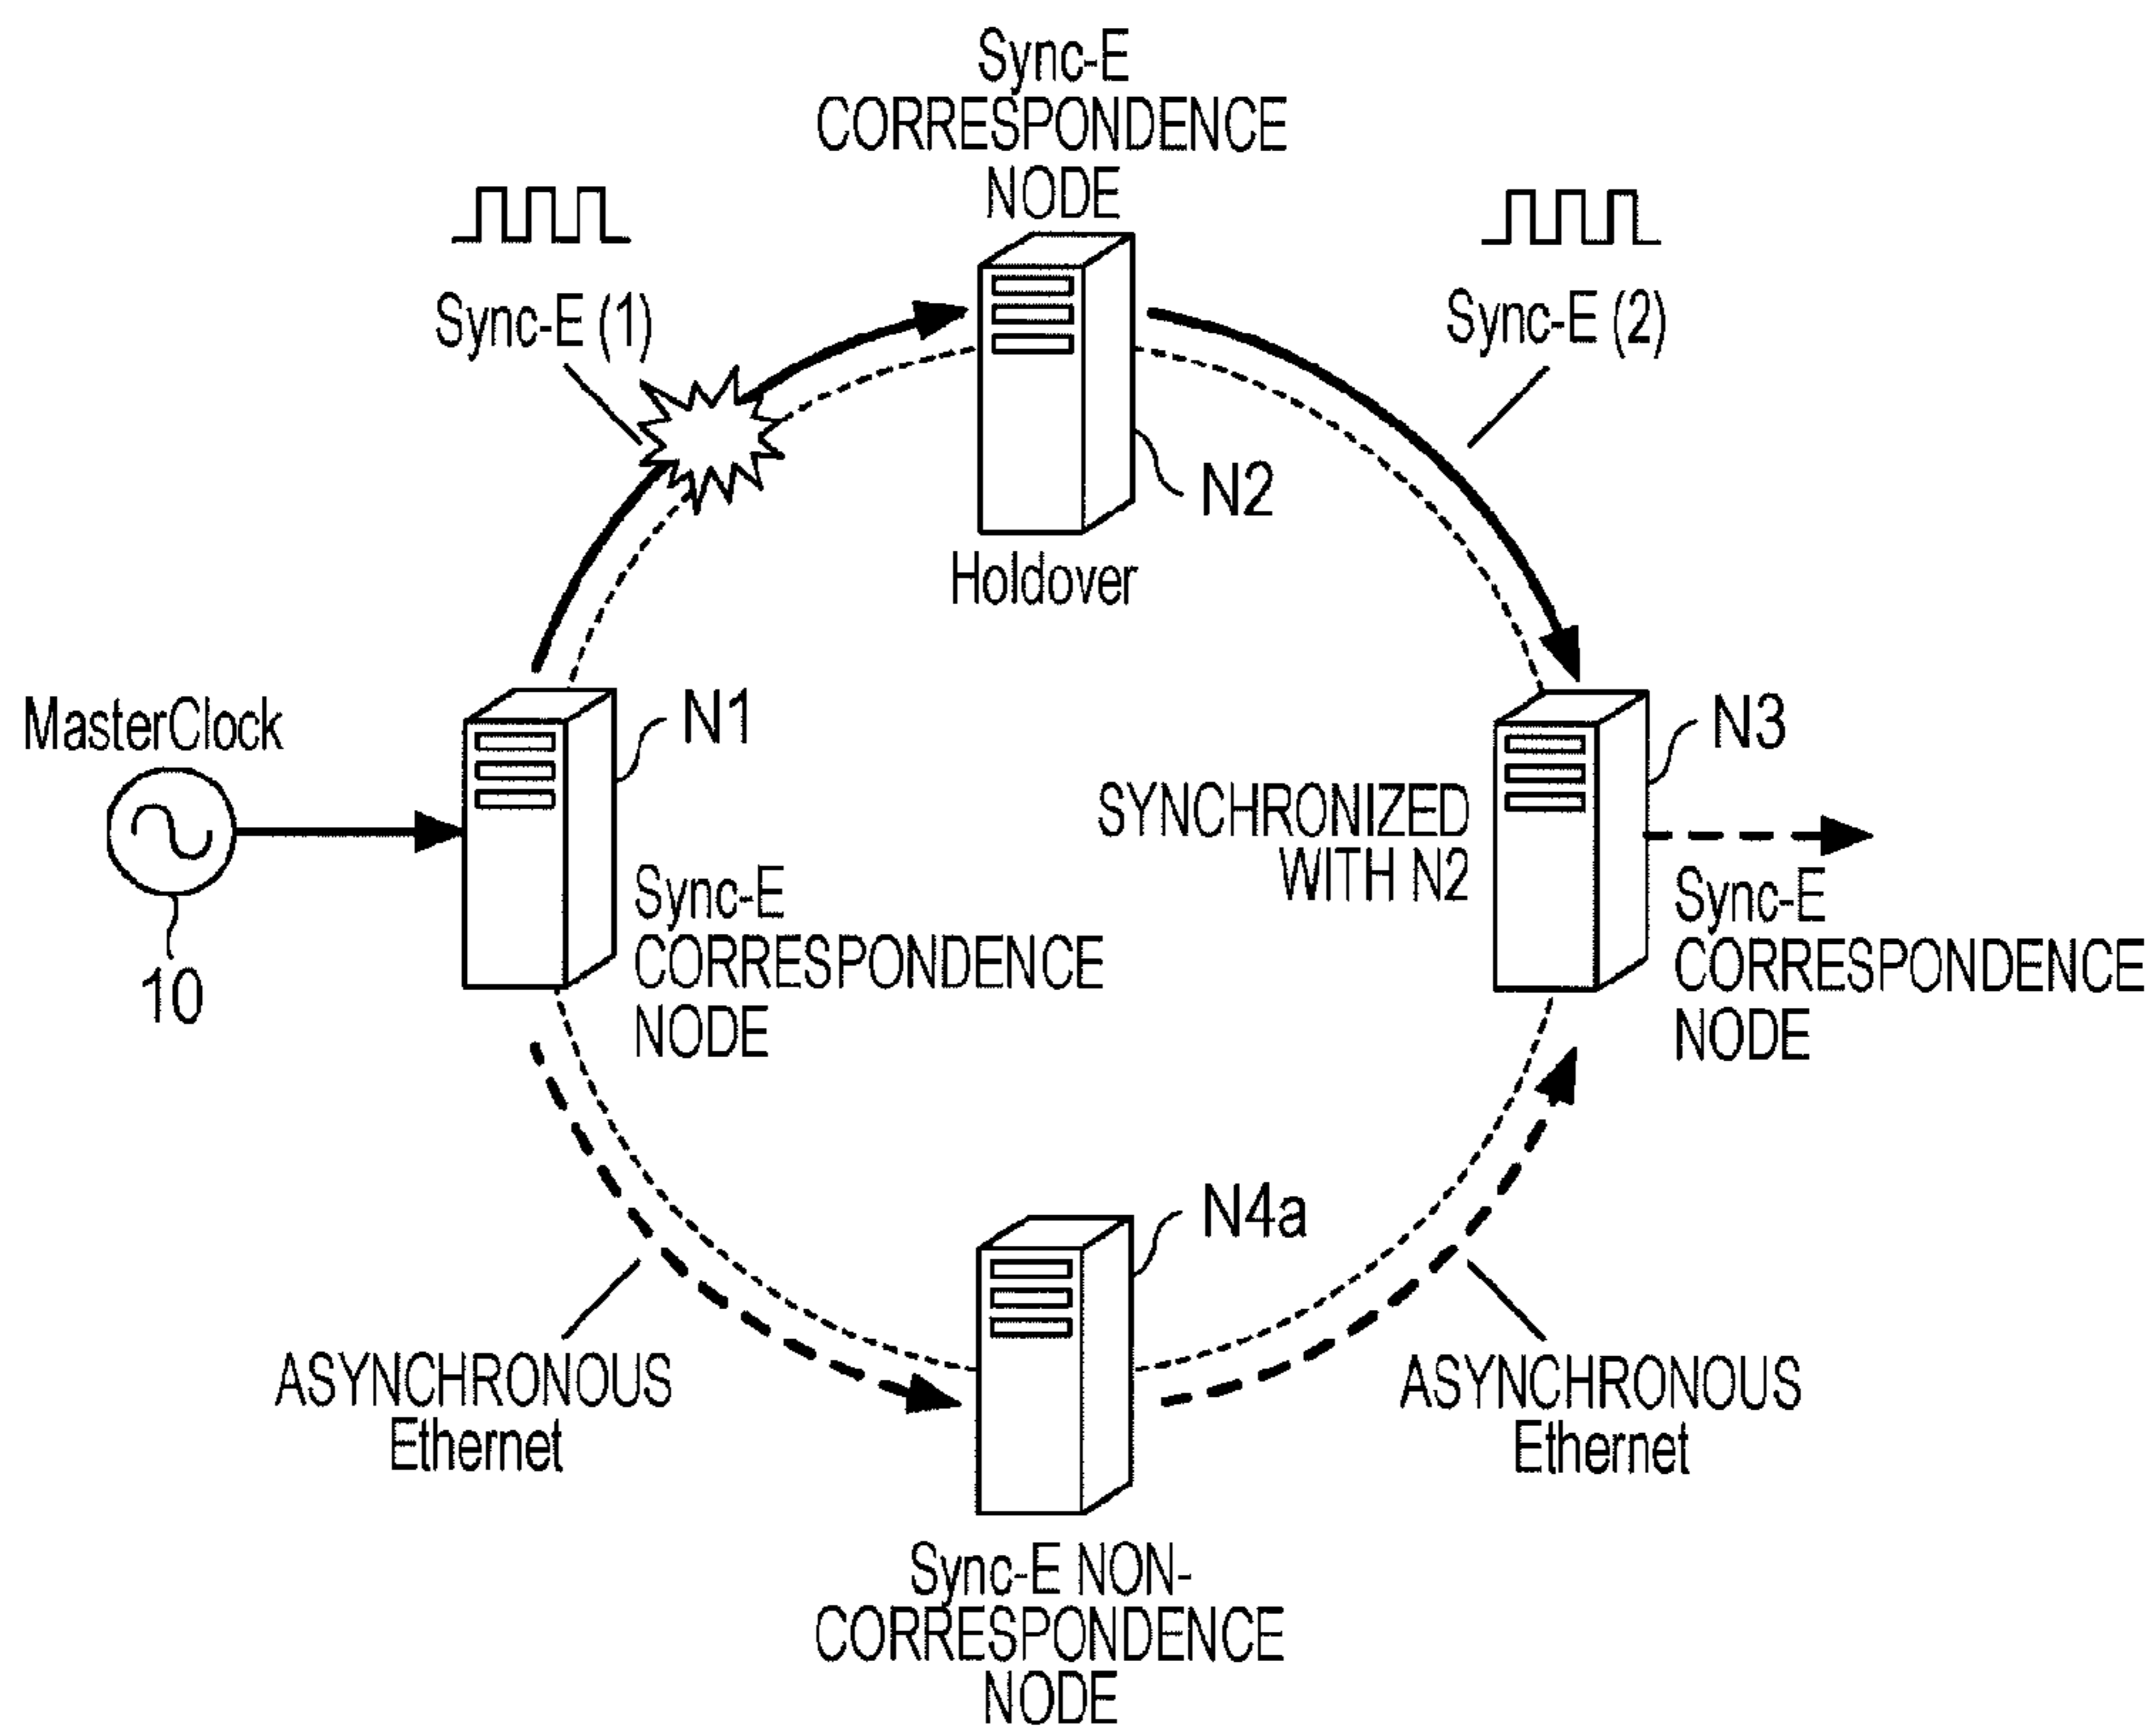 Sync-E
CORRESPONDENCE
NODE
Sync-E (1)
Sync-E (2)
N2
Holdover
MasterClock
10
N1
Sync-E
CORRESPONDENCE
NODE
SYNCHRONIZED
WITH N2
N3
Sync-E
CORRESPONDENCE
NODE
N4a
ASYNCHRONOUS
Ethernet
ASYNCHRONOUS
Ethernet
Sync-E NON-
CORRESPONDENCE
NODE